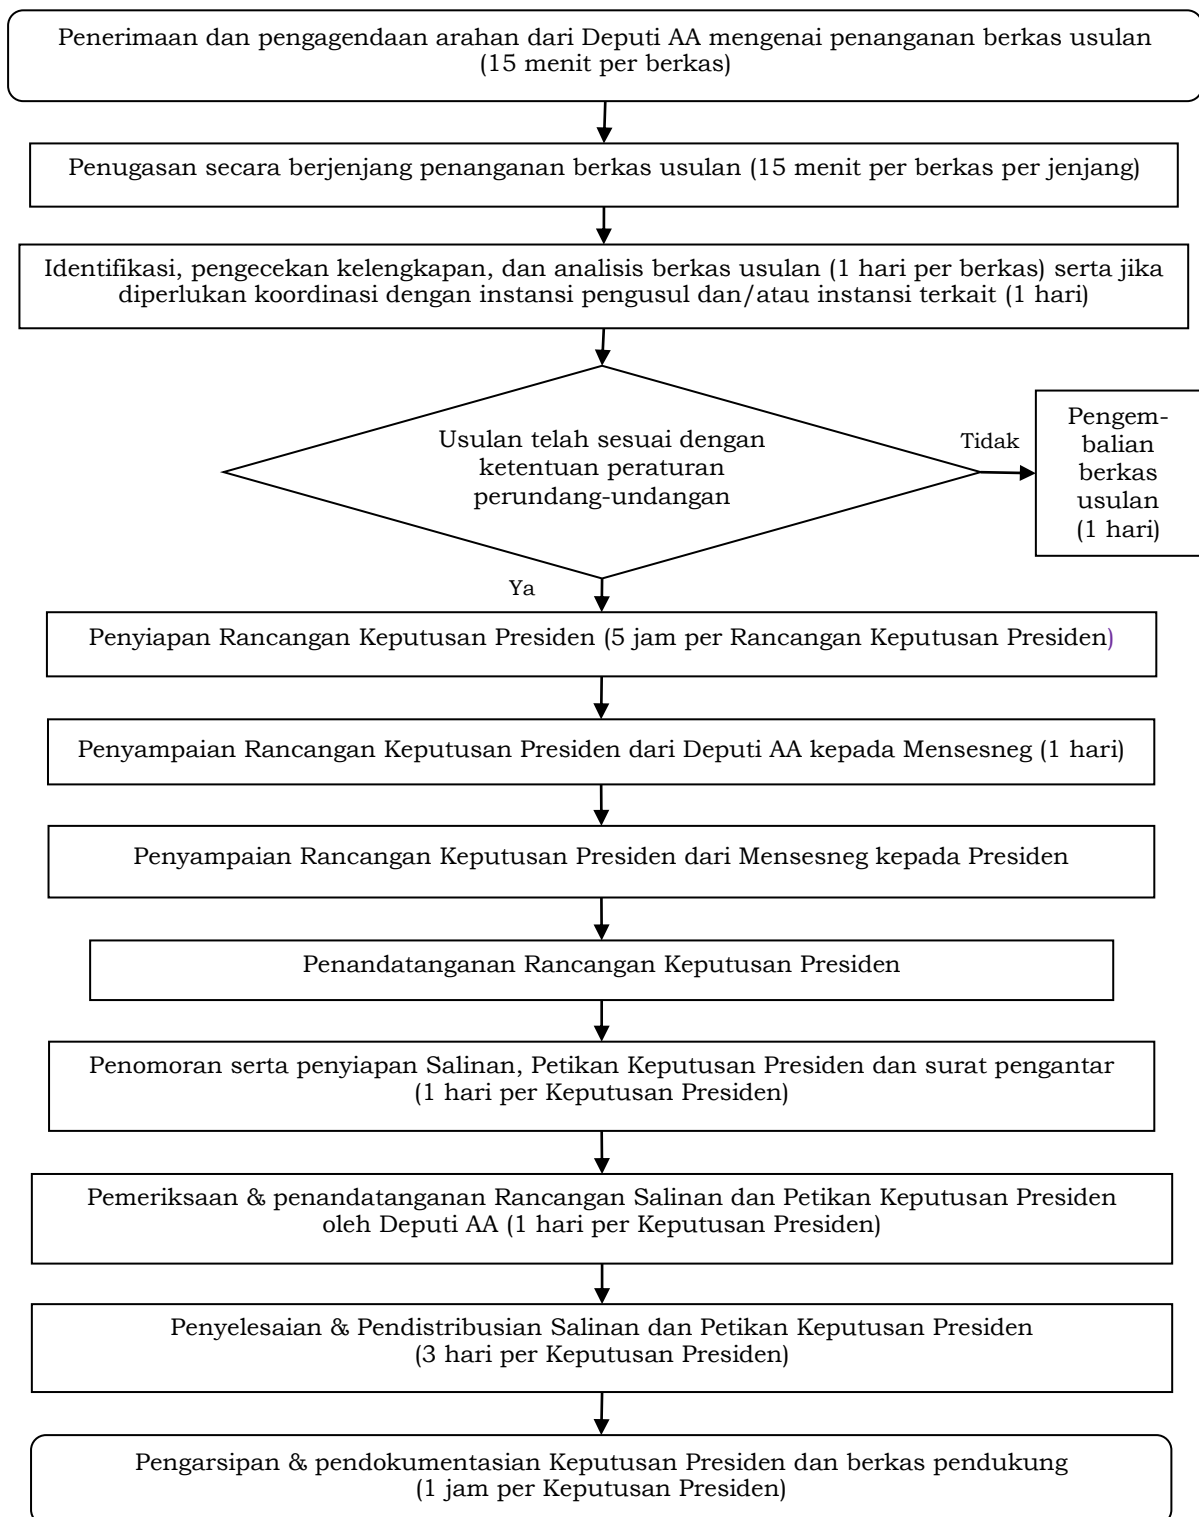 Penerimaan dan pengagendaan arahan dari Deputi AA mengenai penanganan berkas usulan
(15 menit per berkas)
Penugasan secara berjenjang penanganan berkas usulan (15 menit per berkas per jenjang)
Identifikasi, pengecekan kelengkapan, dan analisis berkas usulan (1 hari per berkas) serta jika
diperlukan koordinasi dengan instansi pengusul dan/atau instansi terkait (1 hari)
Usulan telah sesuai dengan
ketentuan peraturan
perundang-undangan
Tidak
Pengem-
balian
berkas
usulan
(1 hari)
Ya
Penyiapan Rancangan Keputusan Presiden (5 jam per Rancangan Keputusan Presiden)
Penyampaian Rancangan Keputusan Presiden dari Deputi AA kepada Mensesneg (1 hari)
Penyampaian Rancangan Keputusan Presiden dari Mensesneg kepada Presiden
Penandatanganan Rancangan Keputusan Presiden
Penomoran serta penyiapan Salinan, Petikan Keputusan Presiden dan surat pengantar
(1 hari per Keputusan Presiden)
Pemeriksaan & penandatanganan Rancangan Salinan dan Petikan Keputusan Presiden
oleh Deputi AA (1 hari per Keputusan Presiden)
Penyelesaian & Pendistribusian Salinan dan Petikan Keputusan Presiden
(3 hari per Keputusan Presiden)
Pengarsipan & pendokumentasian Keputusan Presiden dan berkas pendukung
(1 jam per Keputusan Presiden)